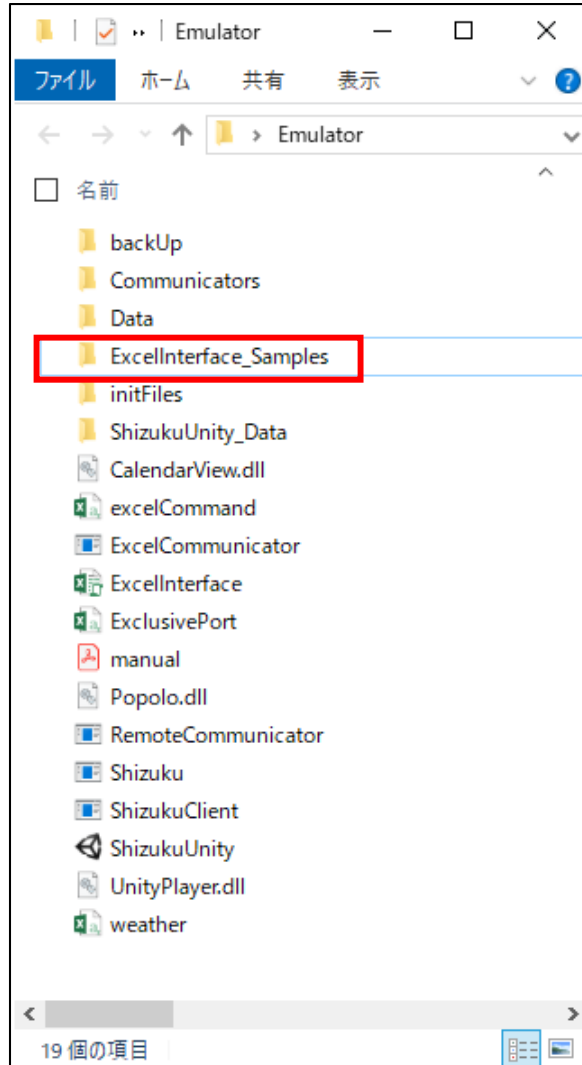 Emulator
ファイル ホーム 共有 表示
Emulator
名前
backUp
Communicators
Data
ExcelInterface_Samples
initFiles
ShizukuUnity_Data
CalendarView.dll
excelCommand
ExcelCommunicator
ExcelInterface
ExclusivePort
manual
Popolo.dll
RemoteCommunicator
Shizuku
ShizukuClient
ShizukuUnity
UnityPlayer.dll
weather
19 個の項目